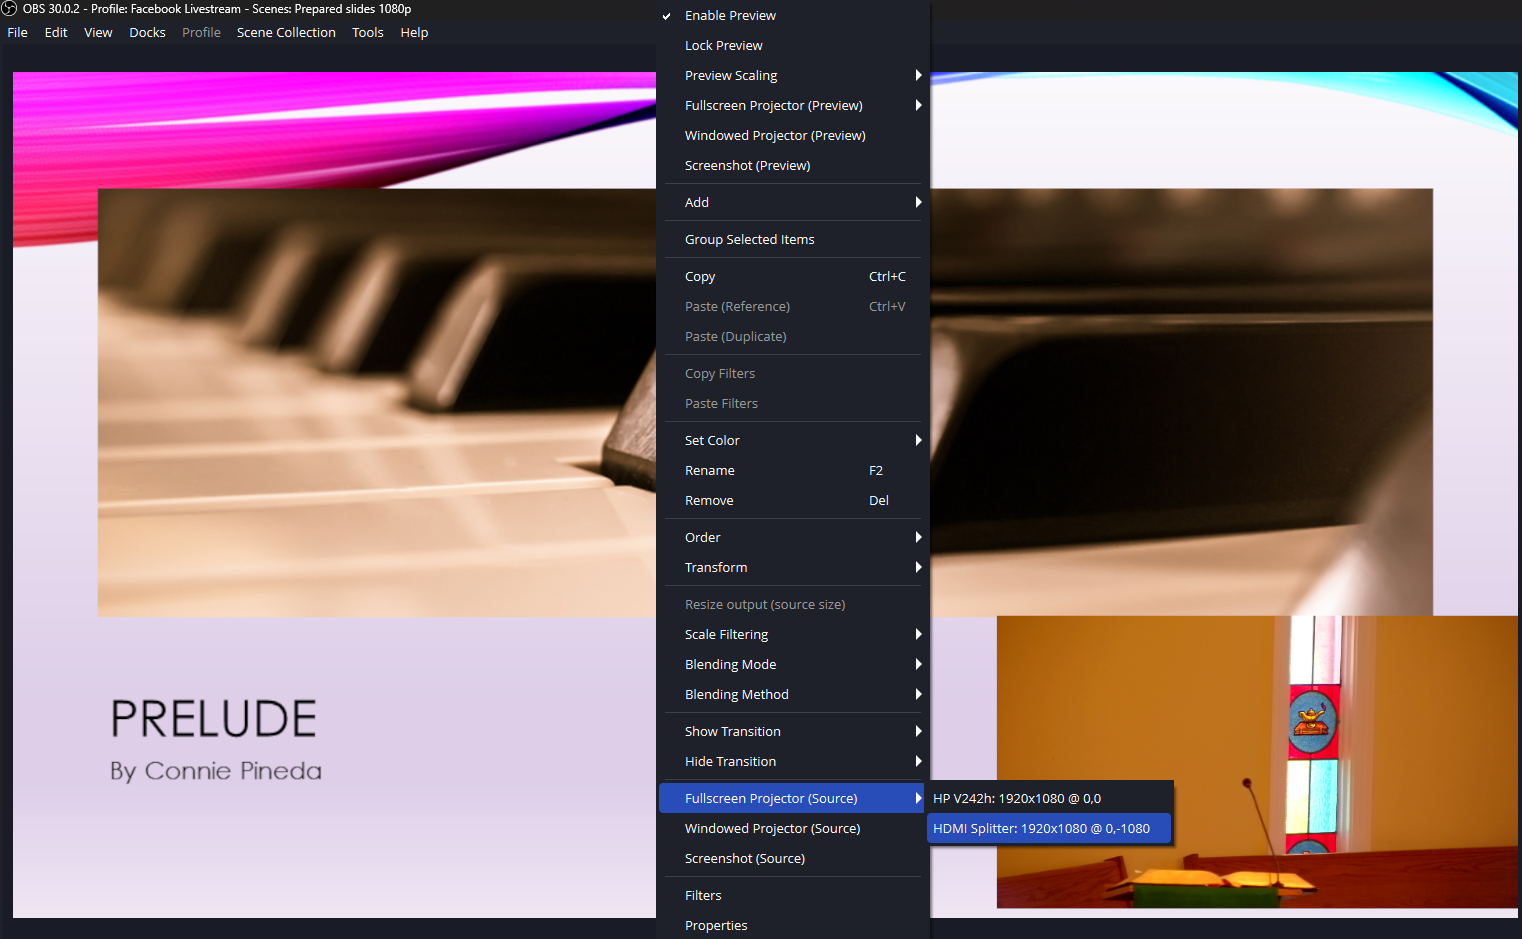 OBS 30.0.2 - Profile: Facebook Livestream - Scenes: Prepared slides 1080p
File Edit View Docks Profile Scene Collection Tools Help
Enable Preview
Lock Preview
Preview Scaling
Fullscreen Projector (Preview)
Windowed Projector (Preview)
Screenshot (Preview)
Add
Group Selected Items
Copy Ctrl+C
Paste (Reference) Ctrl+V
Paste (Duplicate)
Copy Filters
Paste Filters
Set Color
Rename F2
Remove Del
Order
Transform
Resize output (source size)
Scale Filtering
Blending Mode
Blending Method
Show Transition
Hide Transition
Fullscreen Projector (Source)
Windowed Projector (Source)
Screenshot (Source)
Filters
Properties
HP V242h: 1920x1080 @ 0,0
HDMI Splitter: 1920x1080 @ 0,-1080
PRELUDE
By Connie Pineda